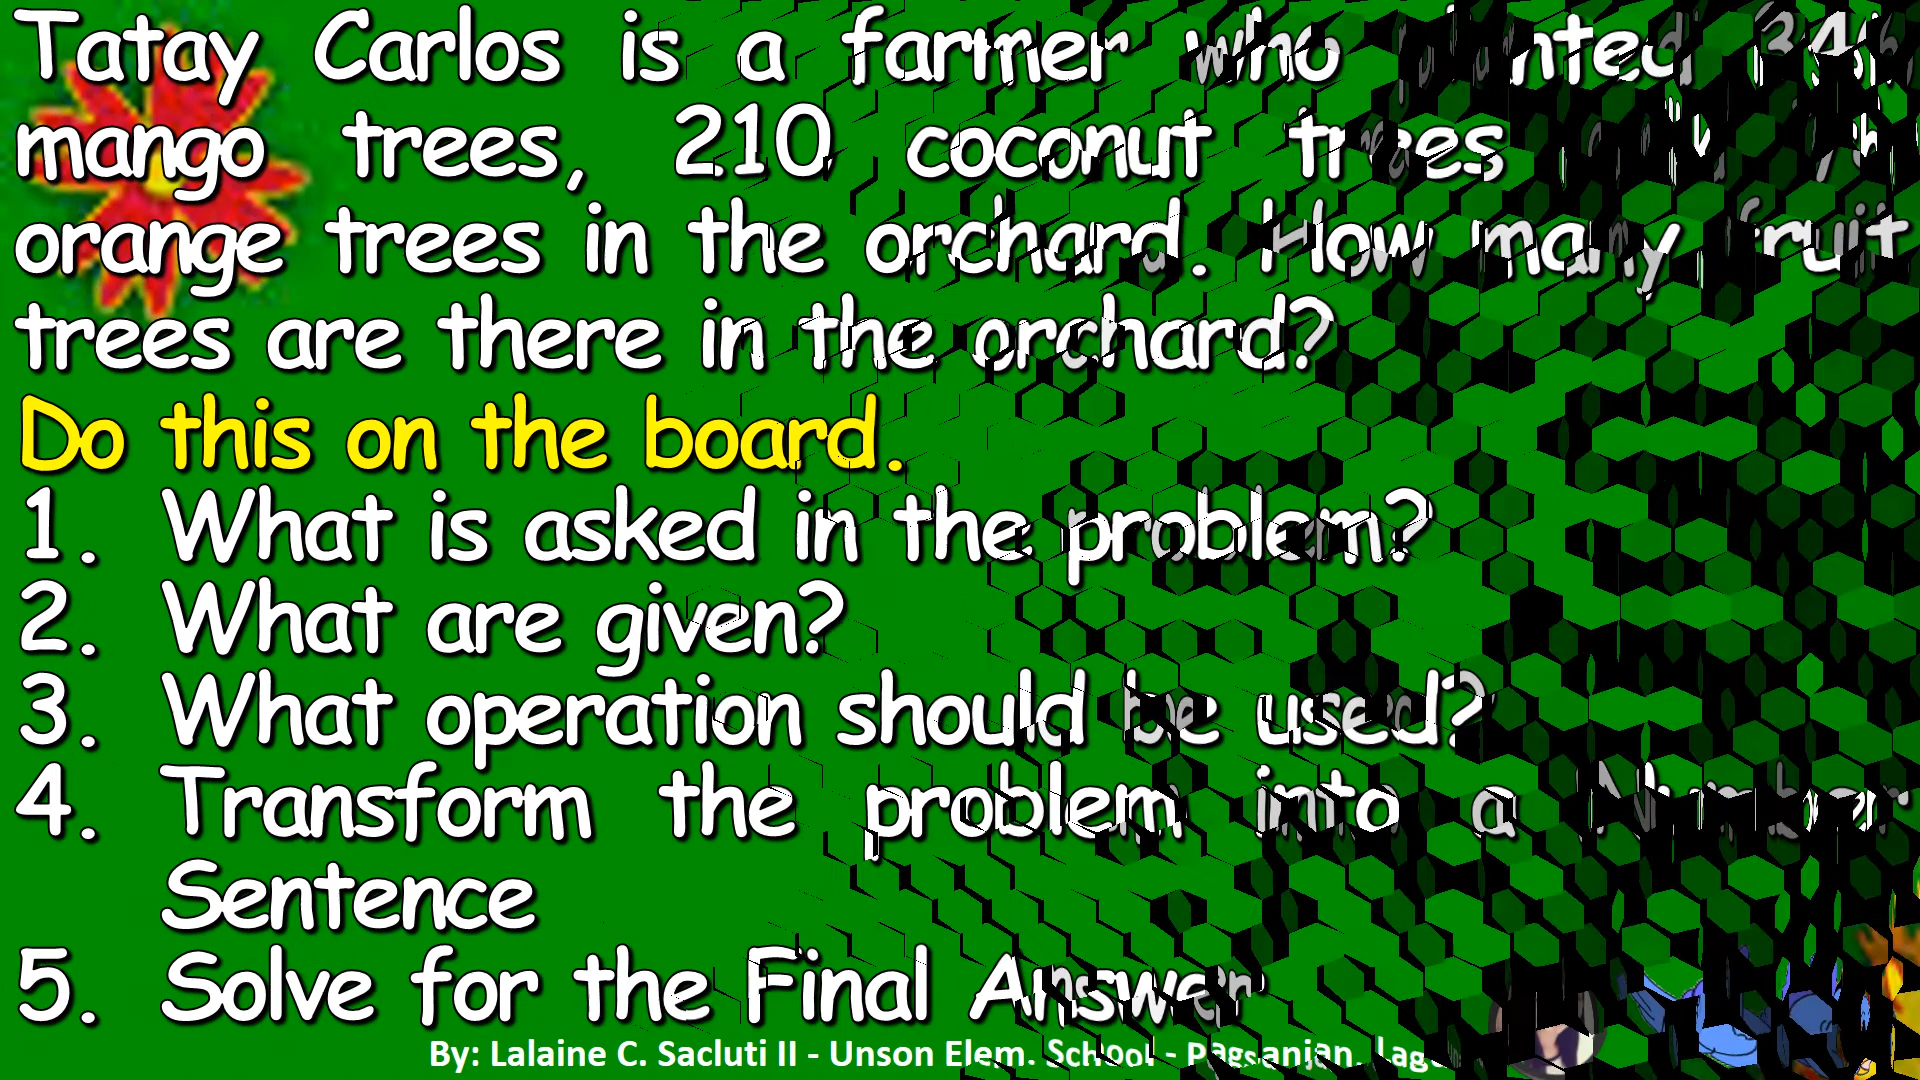 Tatay Carlos is a farmer who planted
mango trees, 210 coconut trees
orange trees in the orchard. How many fruit
trees are there in the orchard?
Do this on the board.
1. What is asked in the problem?
2. What are given?
3. What operation should be used?
4. Transform the problem into a Number
Sentence
5. Solve for the Final Answer
By: Lalaine C. Sacluti II - Unson Elem. School - Pagsanjan,